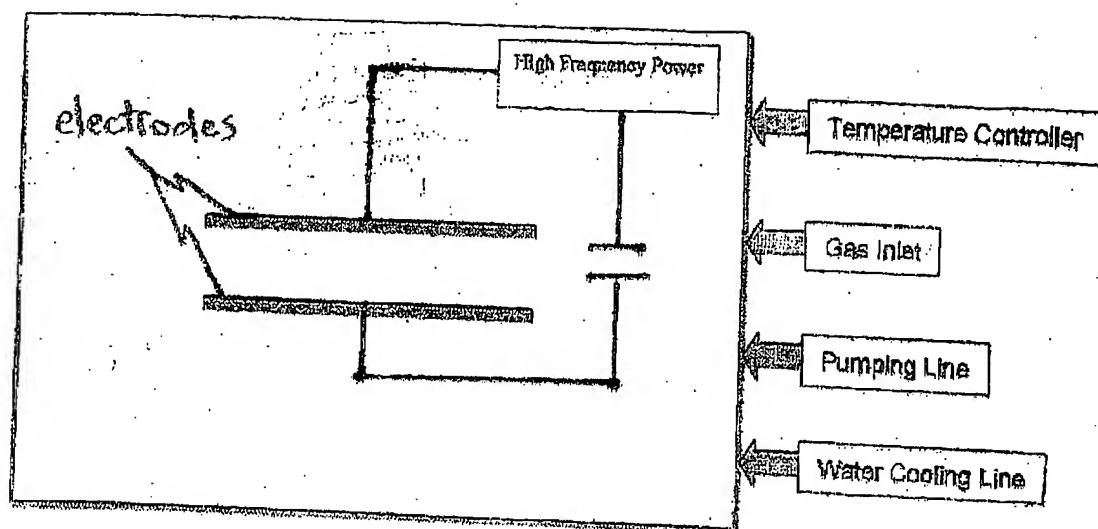 High Frequency Power
electrodes
Temperature Controller
Gas Inlet
Pumping Line
Water Cooling Line